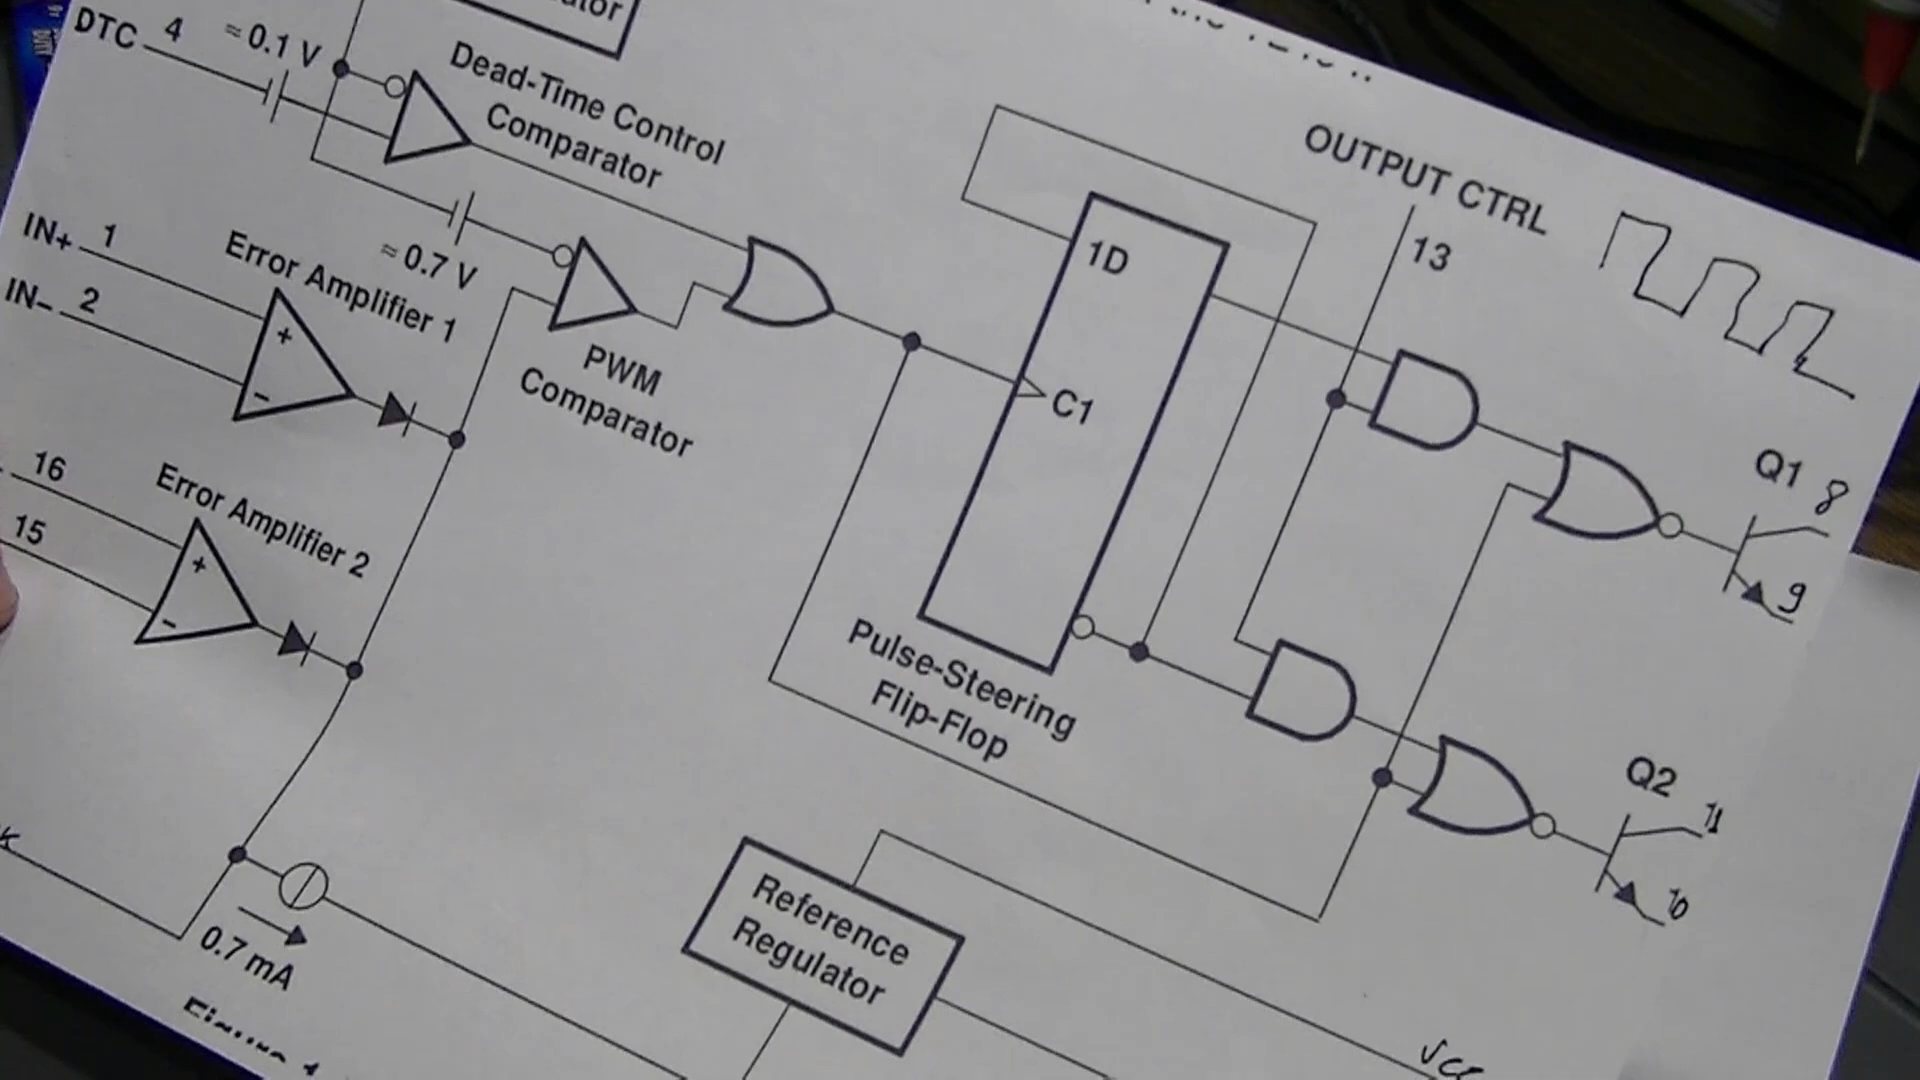 DTC 4
≈ 0.1 V
Dead-Time Control
Comparator
OUTPUT CTRL
13
IN+ 1
IN− 2
Error Amplifier 1
≈ 0.7 V
PWM
Comparator
1D
C1
16
15
Error Amplifier 2
+
−
+
−
Pulse-Steering
Flip-Flop
Q1 8
9
Q2 11
10
0.7 mA
Reference
Regulator
Vcc